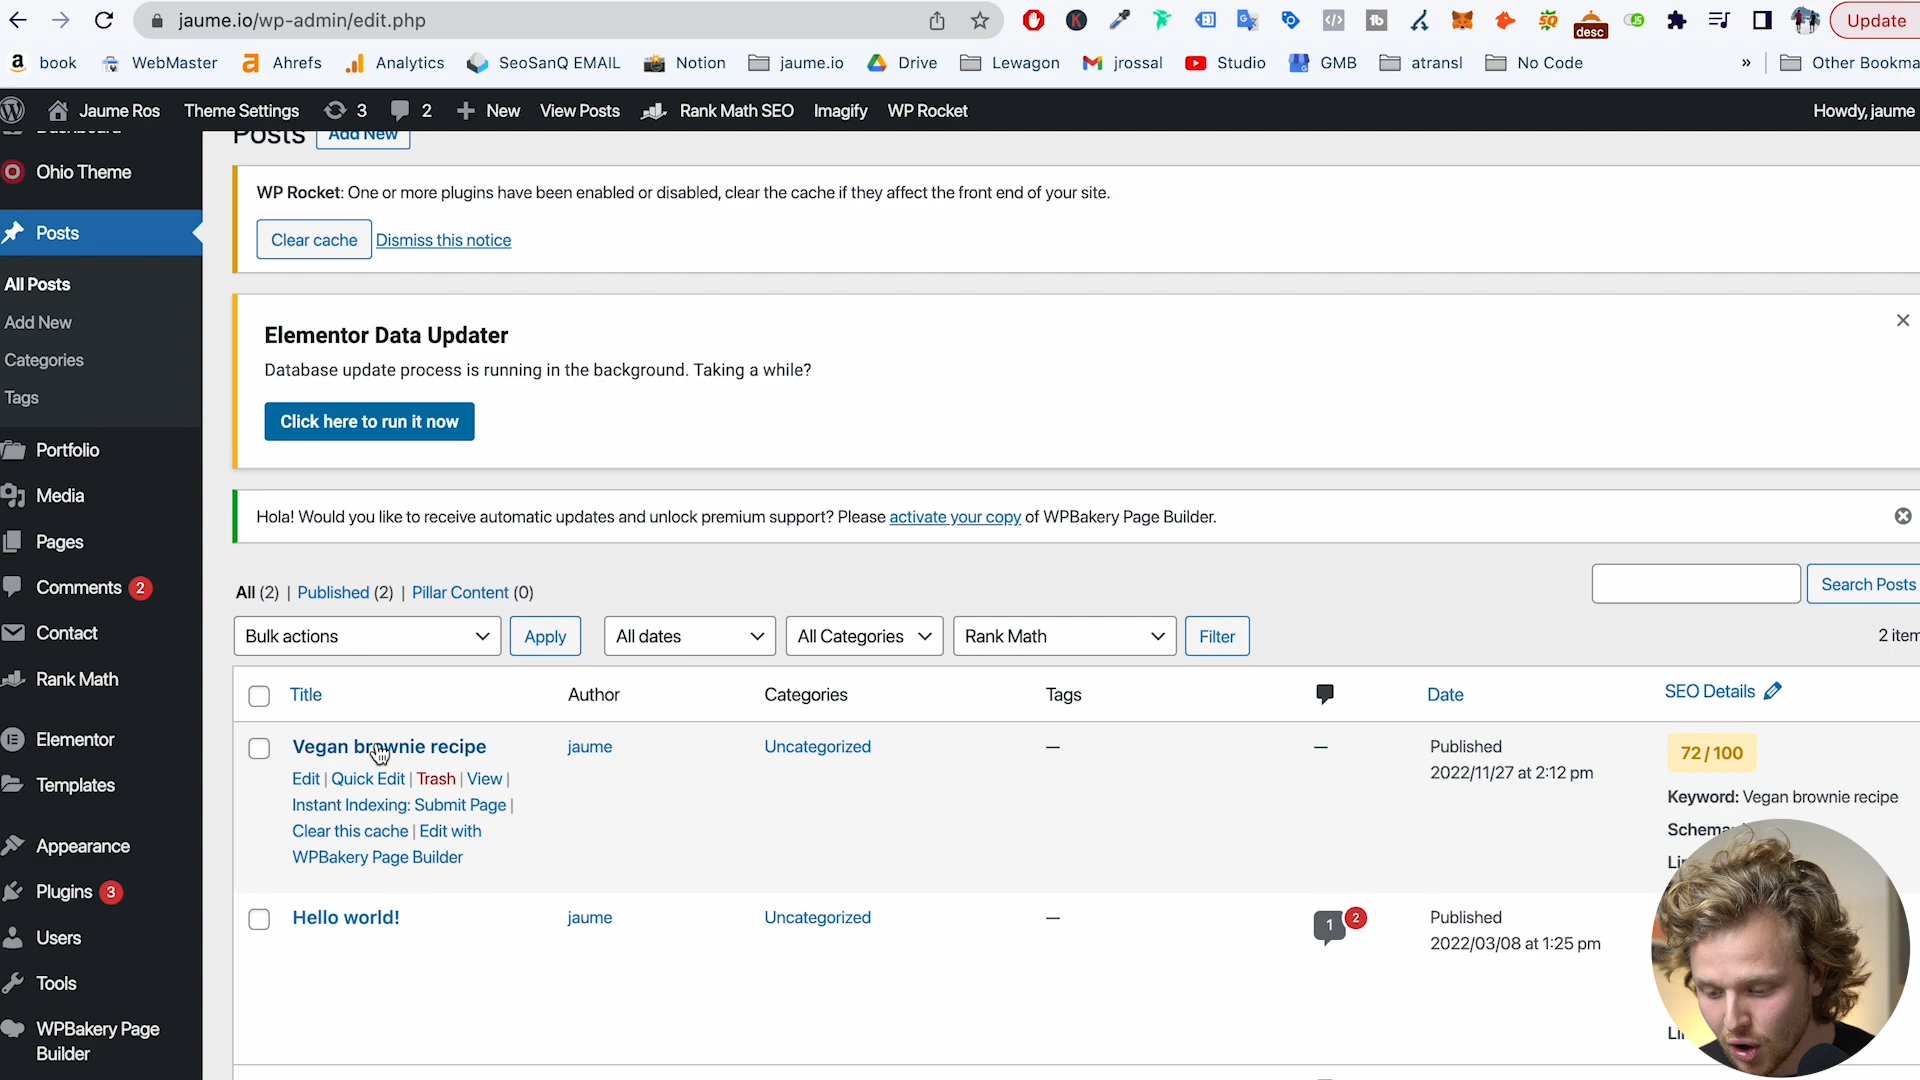 jaume.io/wp-admin/edit.php
desc
Update
book
WebMaster
Ahrefs
Analytics
SeoSanQ EMAIL
Notion
jaume.io
Drive
Lewagon
jrossal
Studio
GMB
atransl
No Code
»
Other Bookma
Jaume Ros
Theme Settings
3
2
New
View Posts
Rank Math SEO
Imagify
WP Rocket
Howdy, jaume
Ohio Theme
Posts
All Posts
Add New
Categories
Tags
Portfolio
Media
Pages
Comments 2
Contact
Rank Math
Elementor
Templates
Appearance
Plugins 3
Users
Tools
WPBakery Page
Builder
Posts Add New
WP Rocket: One or more plugins have been enabled or disabled, clear the cache if they affect the front end of your site.
Clear cache Dismiss this notice
Elementor Data Updater
Database update process is running in the background. Taking a while?
Click here to run it now
Hola! Would you like to receive automatic updates and unlock premium support? Please activate your copy of WPBakery Page Builder.
All (2) | Published (2) | Pillar Content (0)
Search Posts
Bulk actions Apply All dates All Categories Rank Math Filter
2 item
Title Author Categories Tags Date SEO Details
Vegan brownie recipe jaume Uncategorized — — Published 72 / 100
2022/11/27 at 2:12 pm
Edit | Quick Edit | Trash | View |
Instant Indexing: Submit Page |
Clear this cache | Edit with
WPBakery Page Builder
Keyword: Vegan brownie recipe
Schema
Hello world! jaume Uncategorized — 1 2 Published
2022/03/08 at 1:25 pm